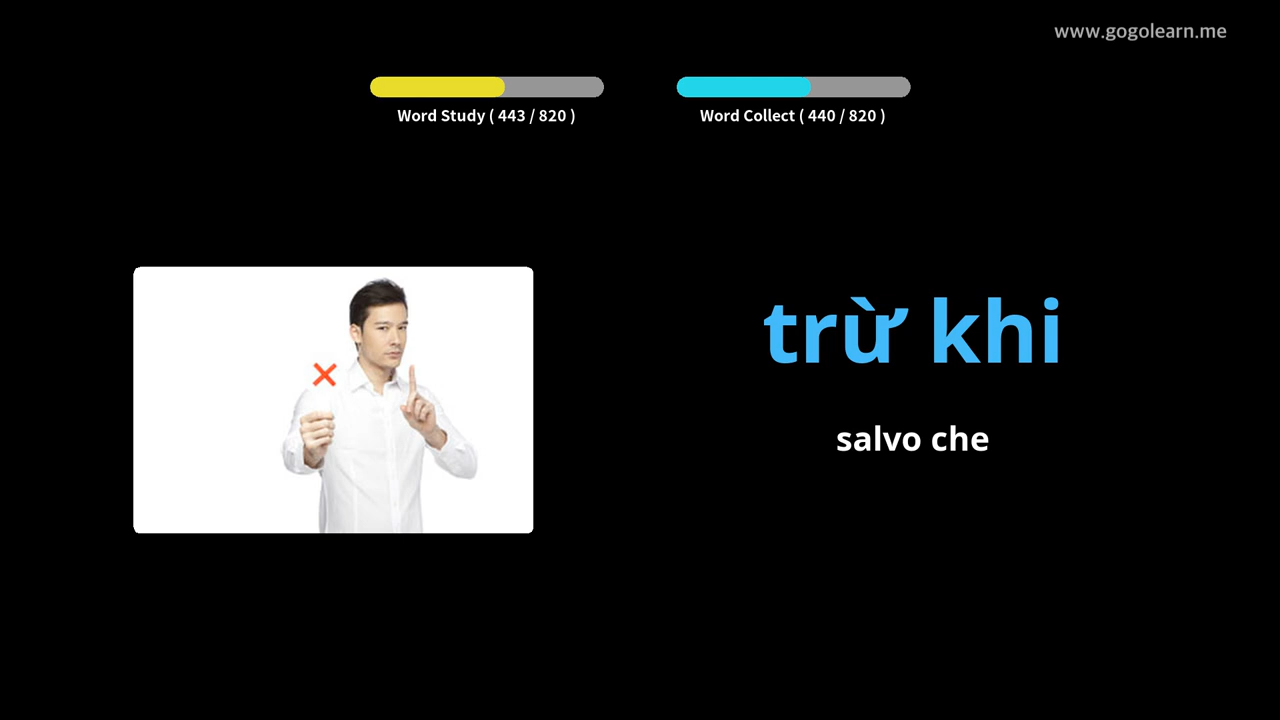 www.gogolearn.me
Word Study ( 443 / 820 )
Word Collect ( 440 / 820 )
trừ khi
salvo che